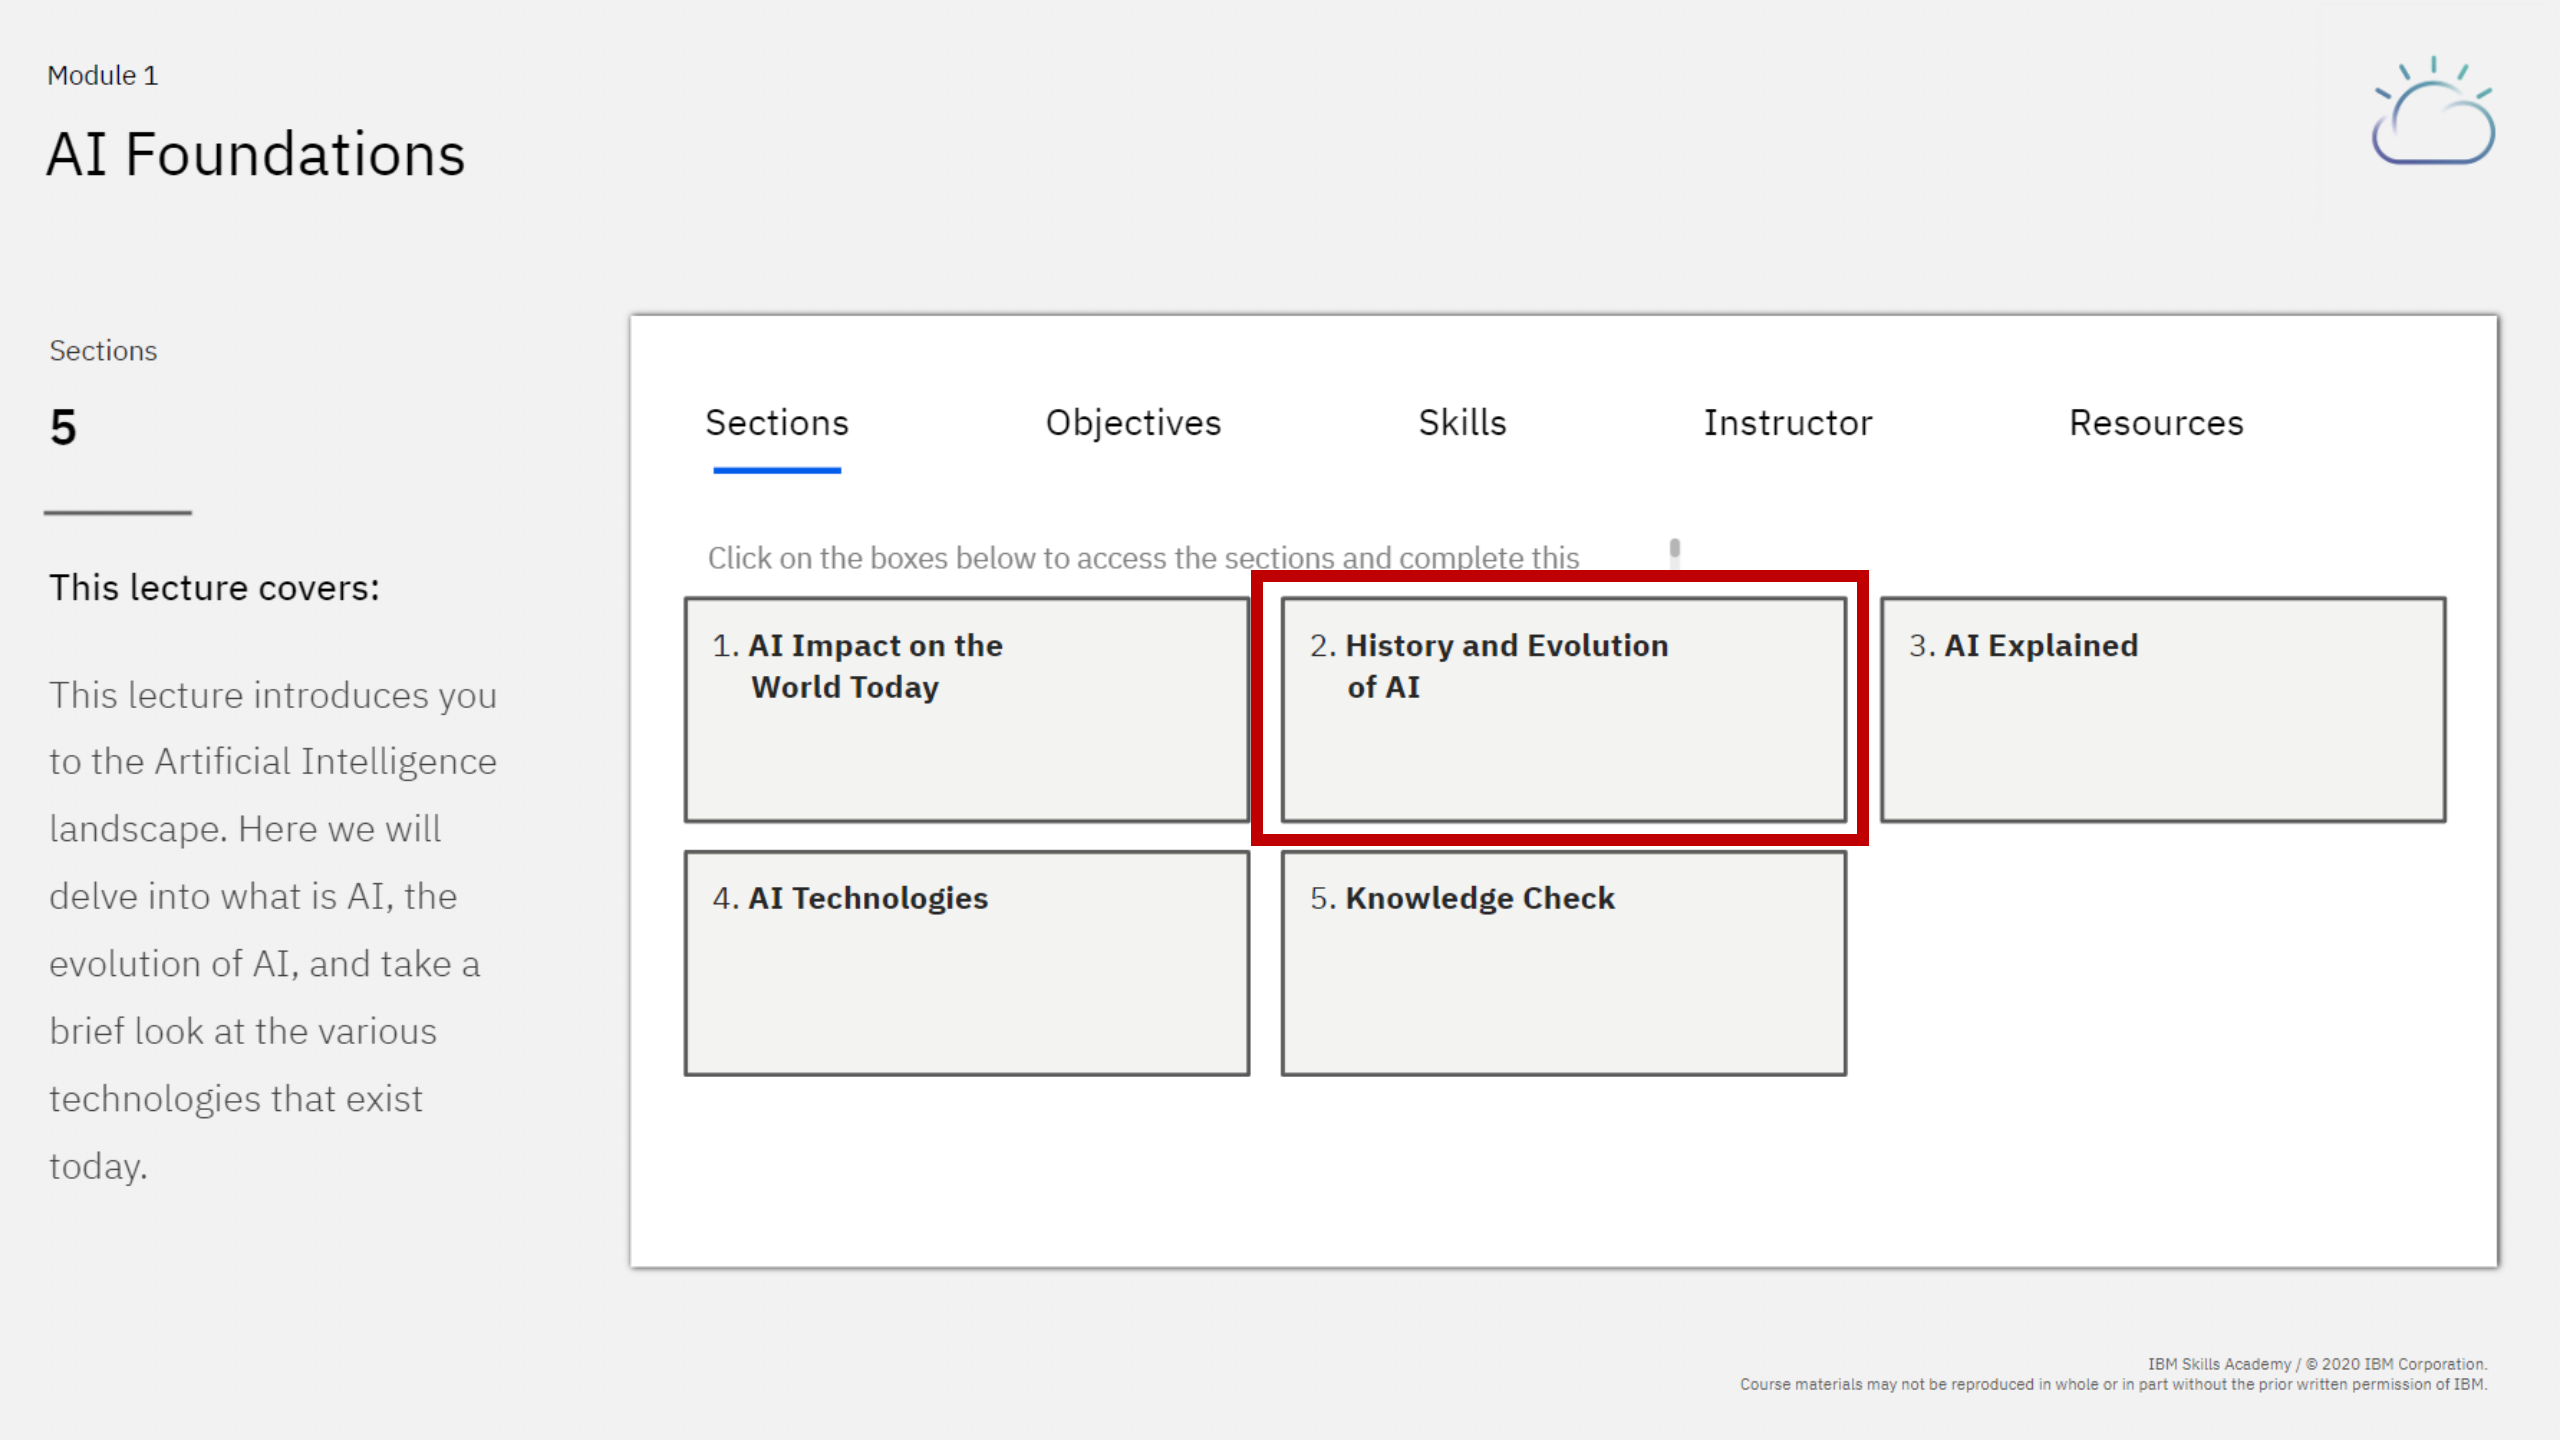 Module 1
AI Foundations
Sections
5
This lecture covers:
This lecture introduces you
to the Artificial Intelligence
landscape. Here we will
delve into what is AI, the
evolution of AI, and take a
brief look at the various
technologies that exist
today.
Sections Objectives Skills Instructor Resources
Click on the boxes below to access the sections and complete this
1. AI Impact on the
World Today
2. History and Evolution
of AI
3. AI Explained
4. AI Technologies
5. Knowledge Check
IBM Skills Academy / © 2020 IBM Corporation.
Course materials may not be reproduced in whole or in part without the prior written permission of IBM.